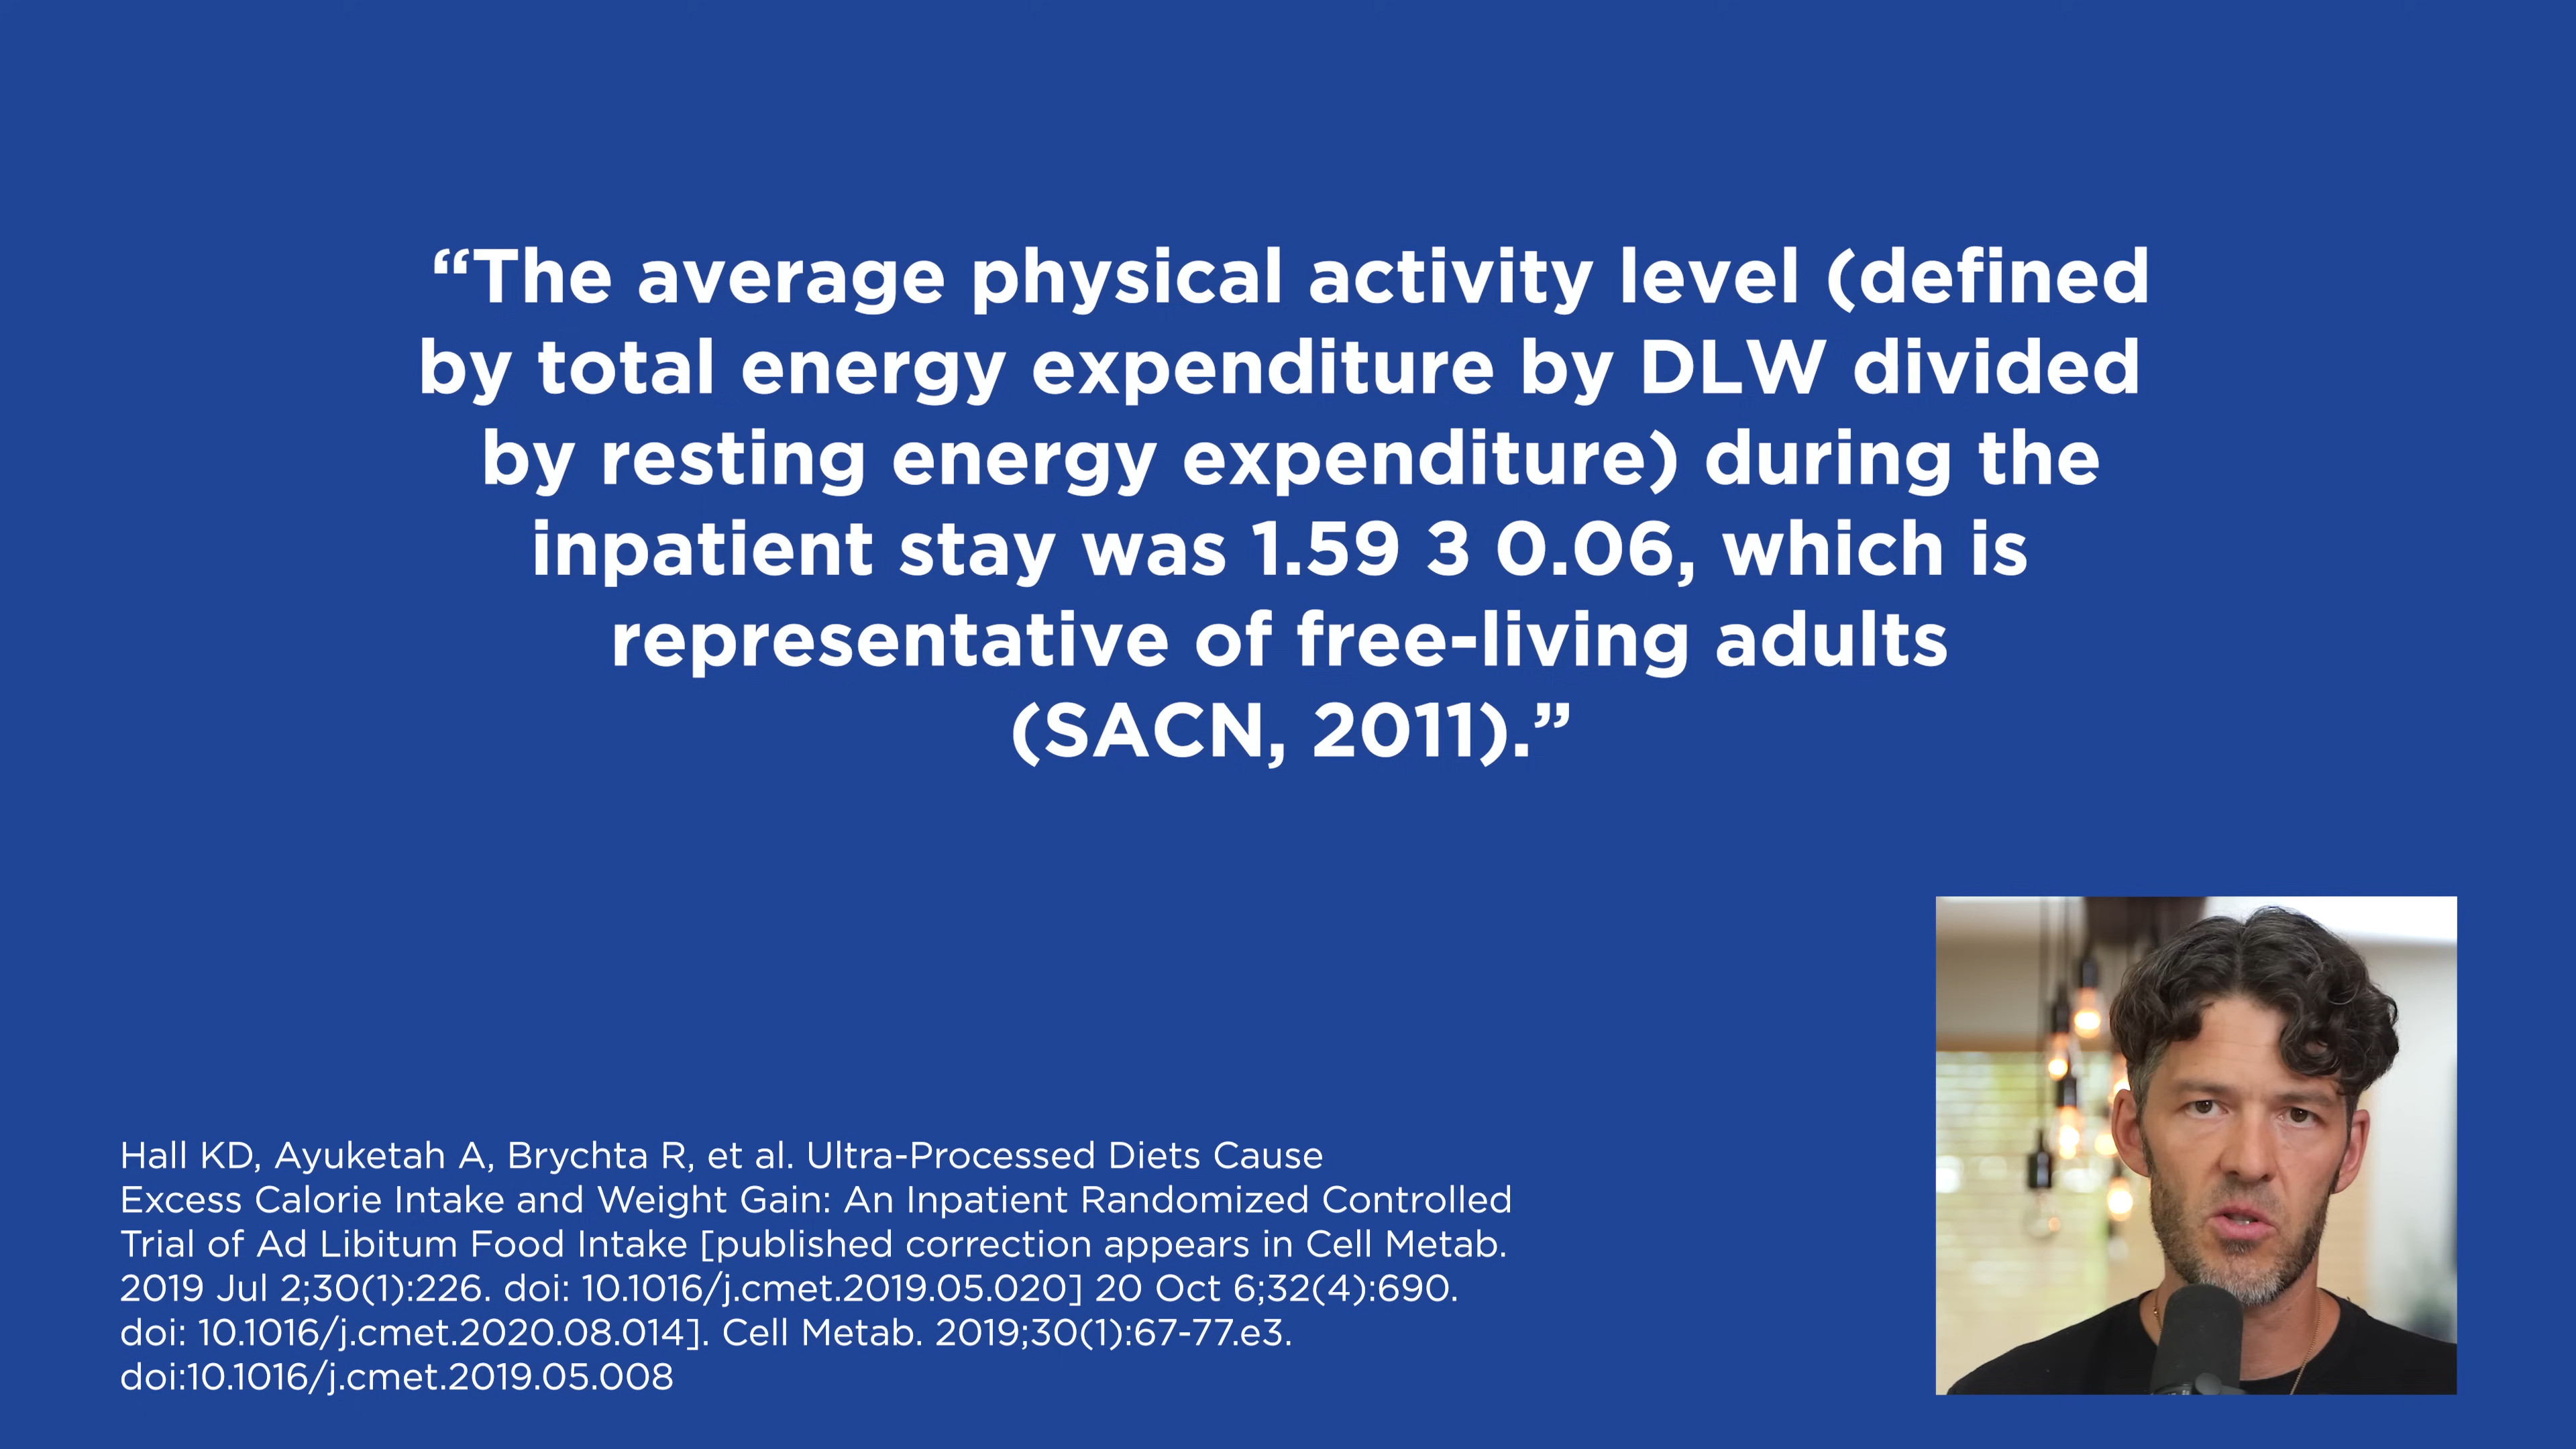 “The average physical activity level (defined
by total energy expenditure by DLW divided
by resting energy expenditure) during the
inpatient stay was 1.59 3 0.06, which is
representative of free-living adults
(SACN, 2011).”
Hall KD, Ayuketah A, Brychta R, et al. Ultra-Processed Diets Cause
Excess Calorie Intake and Weight Gain: An Inpatient Randomized Controlled
Trial of Ad Libitum Food Intake [published correction appears in Cell Metab.
2019 Jul 2;30(1):226. doi: 10.1016/j.cmet.2019.05.020] 20 Oct 6;32(4):690.
doi: 10.1016/j.cmet.2020.08.014]. Cell Metab. 2019;30(1):67-77.e3.
doi:10.1016/j.cmet.2019.05.008